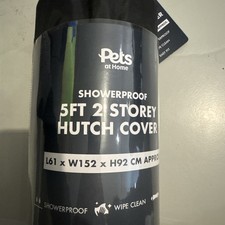 Pets
at Home
SHOWERPROOF
5FT 2 STOREY
HUTCH COVER
L61 x W152 x H92 CM APPROX
SHOWERPROOF
WIPE CLEAN